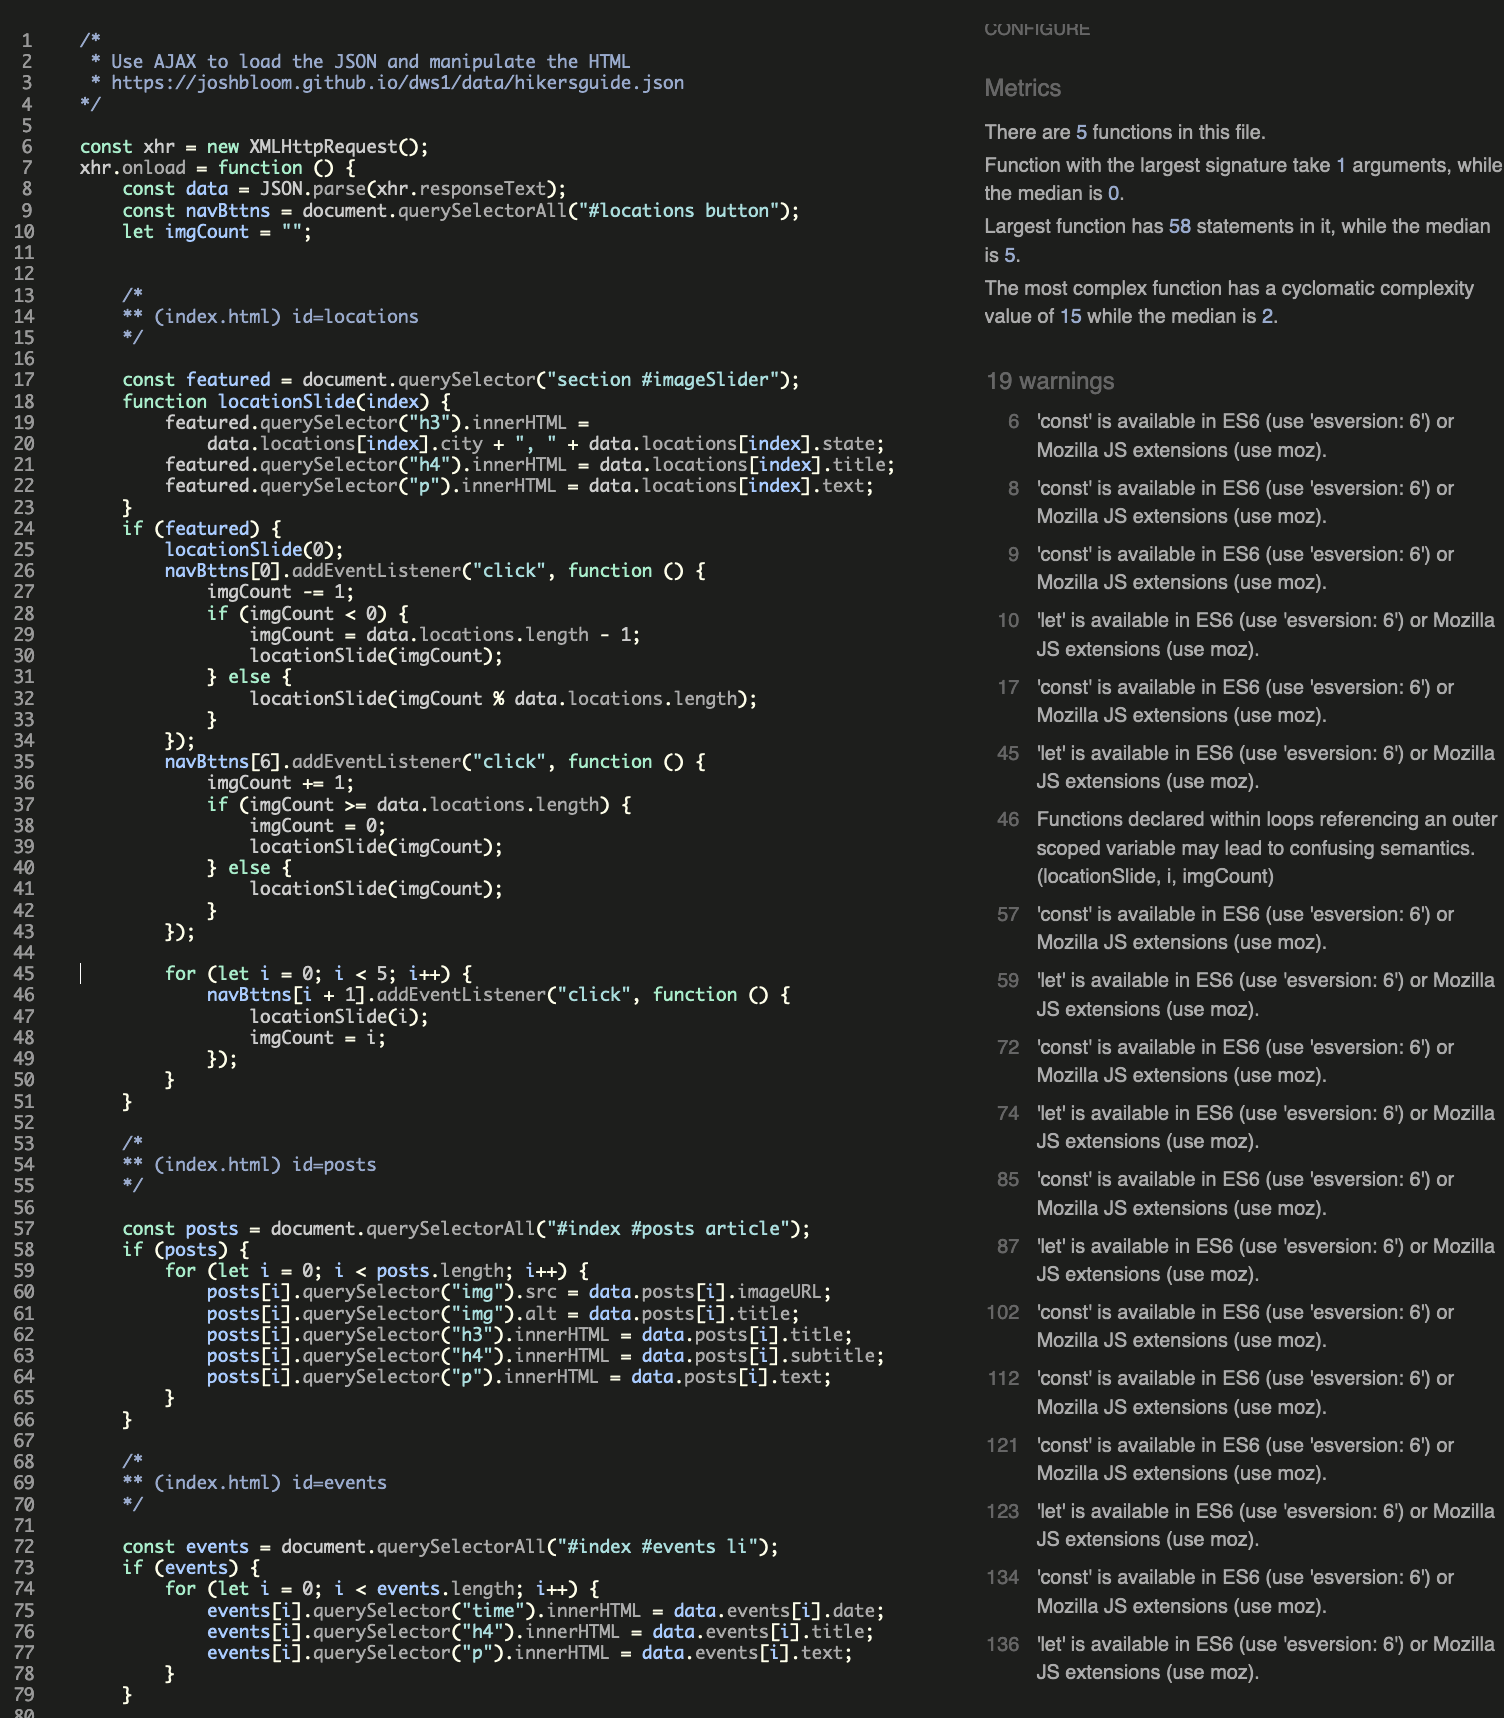 1 /*
2 * Use AJAX to load the JSON and manipulate the HTML
3 * https://joshbloom.github.io/dws1/data/hikersguide.json
4 */
5
6 const xhr = new XMLHttpRequest();
7 xhr.onload = function () {
8 const data = JSON.parse(xhr.responseText);
9 const navBttns = document.querySelectorAll("#locations button");
10 let imgCount = "";
11
12
13 /*
14 ** (index.html) id=locations
15 */
16
17 const featured = document.querySelector("section #imageSlider");
18 function locationSlide(index) {
19 featured.querySelector("h3").innerHTML =
20 data.locations[index].city + ", " + data.locations[index].state;
21 featured.querySelector("h4").innerHTML = data.locations[index].title;
22 featured.querySelector("p").innerHTML = data.locations[index].text;
23 }
24 if (featured) {
25 locationSlide(0);
26 navBttns[0].addEventListener("click", function () {
27 imgCount -= 1;
28 if (imgCount < 0) {
29 imgCount = data.locations.length - 1;
30 locationSlide(imgCount);
31 } else {
32 locationSlide(imgCount % data.locations.length);
33 }
34 });
35 navBttns[6].addEventListener("click", function () {
36 imgCount += 1;
37 if (imgCount >= data.locations.length) {
38 imgCount = 0;
39 locationSlide(imgCount);
40 } else {
41 locationSlide(imgCount);
42 }
43 });
44
45 for (let i = 0; i < 5; i++) {
46 navBttns[i + 1].addEventListener("click", function () {
47 locationSlide(i);
48 imgCount = i;
49 });
50 }
51 }
52
53 /*
54 ** (index.html) id=posts
55 */
56
57 const posts = document.querySelectorAll("#index #posts article");
58 if (posts) {
59 for (let i = 0; i < posts.length; i++) {
60 posts[i].querySelector("img").src = data.posts[i].imageURL;
61 posts[i].querySelector("img").alt = data.posts[i].title;
62 posts[i].querySelector("h3").innerHTML = data.posts[i].title;
63 posts[i].querySelector("h4").innerHTML = data.posts[i].subtitle;
64 posts[i].querySelector("p").innerHTML = data.posts[i].text;
65 }
66 }
67
68 /*
69 ** (index.html) id=events
70 */
71
72 const events = document.querySelectorAll("#index #events li");
73 if (events) {
74 for (let i = 0; i < events.length; i++) {
75 events[i].querySelector("time").innerHTML = data.events[i].date;
76 events[i].querySelector("h4").innerHTML = data.events[i].title;
77 events[i].querySelector("p").innerHTML = data.events[i].text;
78 }
79 }
80
CONFIGURE
Metrics
There are 5 functions in this file.
Function with the largest signature take 1 arguments, while
the median is 0.
Largest function has 58 statements in it, while the median
is 5.
The most complex function has a cyclomatic complexity
value of 15 while the median is 2.
19 warnings
6 'const' is available in ES6 (use 'esversion: 6') or
Mozilla JS extensions (use moz).
8 'const' is available in ES6 (use 'esversion: 6') or
Mozilla JS extensions (use moz).
9 'const' is available in ES6 (use 'esversion: 6') or
Mozilla JS extensions (use moz).
10 'let' is available in ES6 (use 'esversion: 6') or Mozilla
JS extensions (use moz).
17 'const' is available in ES6 (use 'esversion: 6') or
Mozilla JS extensions (use moz).
45 'let' is available in ES6 (use 'esversion: 6') or Mozilla
JS extensions (use moz).
46 Functions declared within loops referencing an outer
scoped variable may lead to confusing semantics.
(locationSlide, i, imgCount)
57 'const' is available in ES6 (use 'esversion: 6') or
Mozilla JS extensions (use moz).
59 'let' is available in ES6 (use 'esversion: 6') or Mozilla
JS extensions (use moz).
72 'const' is available in ES6 (use 'esversion: 6') or
Mozilla JS extensions (use moz).
74 'let' is available in ES6 (use 'esversion: 6') or Mozilla
JS extensions (use moz).
85 'const' is available in ES6 (use 'esversion: 6') or
Mozilla JS extensions (use moz).
87 'let' is available in ES6 (use 'esversion: 6') or Mozilla
JS extensions (use moz).
102 'const' is available in ES6 (use 'esversion: 6') or
Mozilla JS extensions (use moz).
112 'const' is available in ES6 (use 'esversion: 6') or
Mozilla JS extensions (use moz).
121 'const' is available in ES6 (use 'esversion: 6') or
Mozilla JS extensions (use moz).
123 'let' is available in ES6 (use 'esversion: 6') or Mozilla
JS extensions (use moz).
134 'const' is available in ES6 (use 'esversion: 6') or
Mozilla JS extensions (use moz).
136 'let' is available in ES6 (use 'esversion: 6') or Mozilla
JS extensions (use moz).